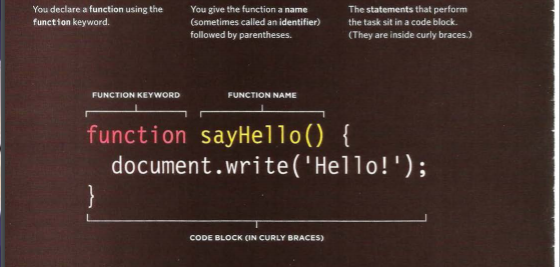 You declare a function using the
function keyword.
You give the function a name
(sometimes called an identifier)
followed by parentheses.
The statements that perform
the task sit in a code block.
(They are inside curly braces.)
FUNCTION KEYWORD
FUNCTION NAME
function sayHello() {
document.write('Hello!');
}
CODE BLOCK (IN CURLY BRACES)